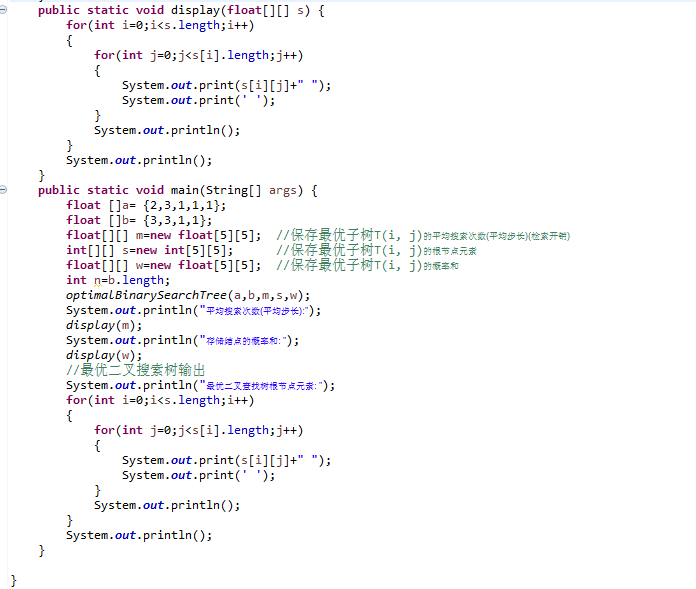 public static void display(float[][] s) {
for(int i=0;i<s.length;i++)
{
for(int j=0;j<s[i].length;j++)
{
System.out.print(s[i][j]+" ");
System.out.print(' ');
}
System.out.println();
}
System.out.println();
}
public static void main(String[] args) {
float []a= {2,3,1,1,1};
float []b= {3,3,1,1};
float[][] m=new float[5][5]; //保存最优子树T(i, j)的平均搜索次数(平均步长)(检索开销)
int[][] s=new int[5][5]; //保存最优子树T(i, j)的根节点元素
float[][] w=new float[5][5]; //保存最优子树T(i, j)的概率和
int n=b.length;
optimalBinarySearchTree(a,b,m,s,w);
System.out.println("平均搜索次数(平均步长):");
display(m);
System.out.println("存储结点的概率和:");
display(w);
//最优二叉搜索树输出
System.out.println("最优二叉查找树根节点元素:");
for(int i=0;i<s.length;i++)
{
for(int j=0;j<s[i].length;j++)
{
System.out.print(s[i][j]+" ");
System.out.print(' ');
}
System.out.println();
}
System.out.println();
}
}